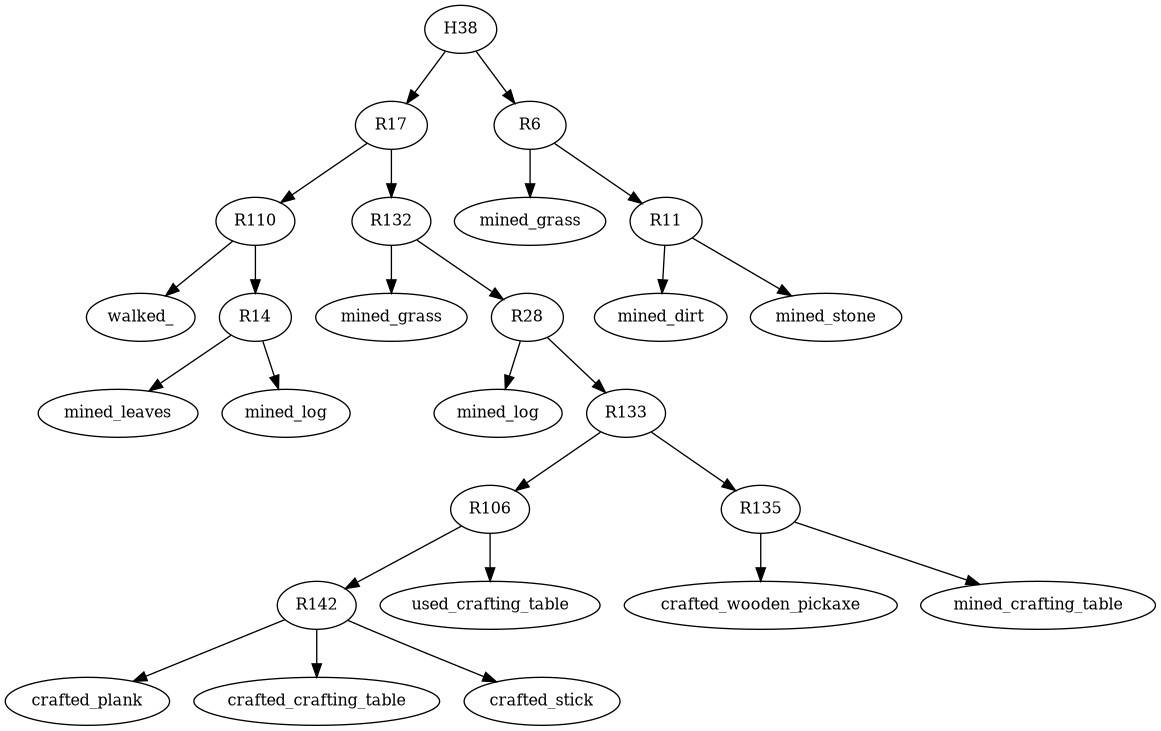 H38
R17
R6
R110
R132
mined_grass
R11
walked_
R14
mined_grass
R28
mined_dirt
mined_stone
mined_leaves
mined_log
mined_log
R133
R106
R135
R142
used_crafting_table
crafted_wooden_pickaxe
mined_crafting_table
crafted_plank
crafted_crafting_table
crafted_stick